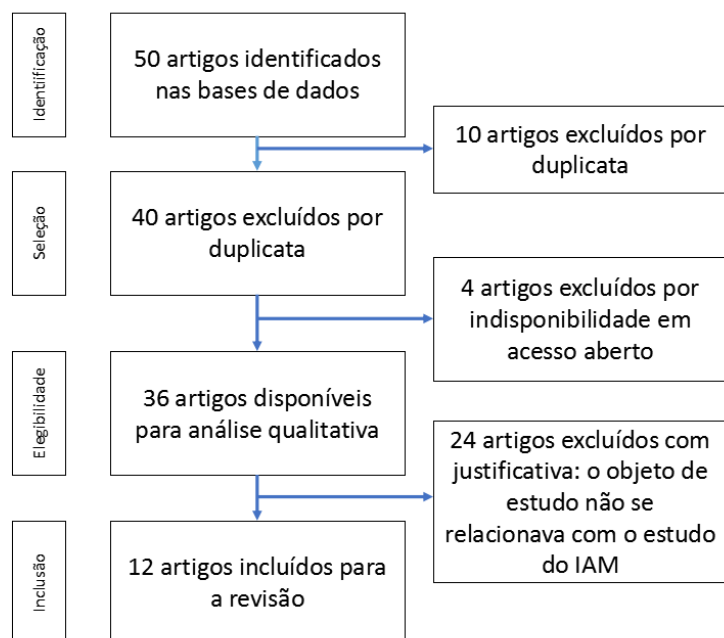 Identiificação
50 artigos identificados
nas bases de dados
10 artigos excluídos por
duplicata
Seleção
40 artigos excluídos por
duplicata
4 artigos excluídos por
indisponibilidade em
acesso aberto
Elegibilidade
36 artigos disponíveis
para análise qualitativa
24 artigos excluídos com
justificativa: o objeto de
estudo não se
relacionava com o estudo
do IAM
Inclusão
12 artigos incluídos para
a revisão